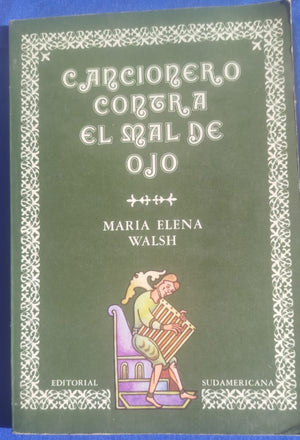 CANCIONERO
CONTRA
EL MAL DE
OJO
MARIA ELENA
WALSH
EDITORIAL SUDAMERICANA